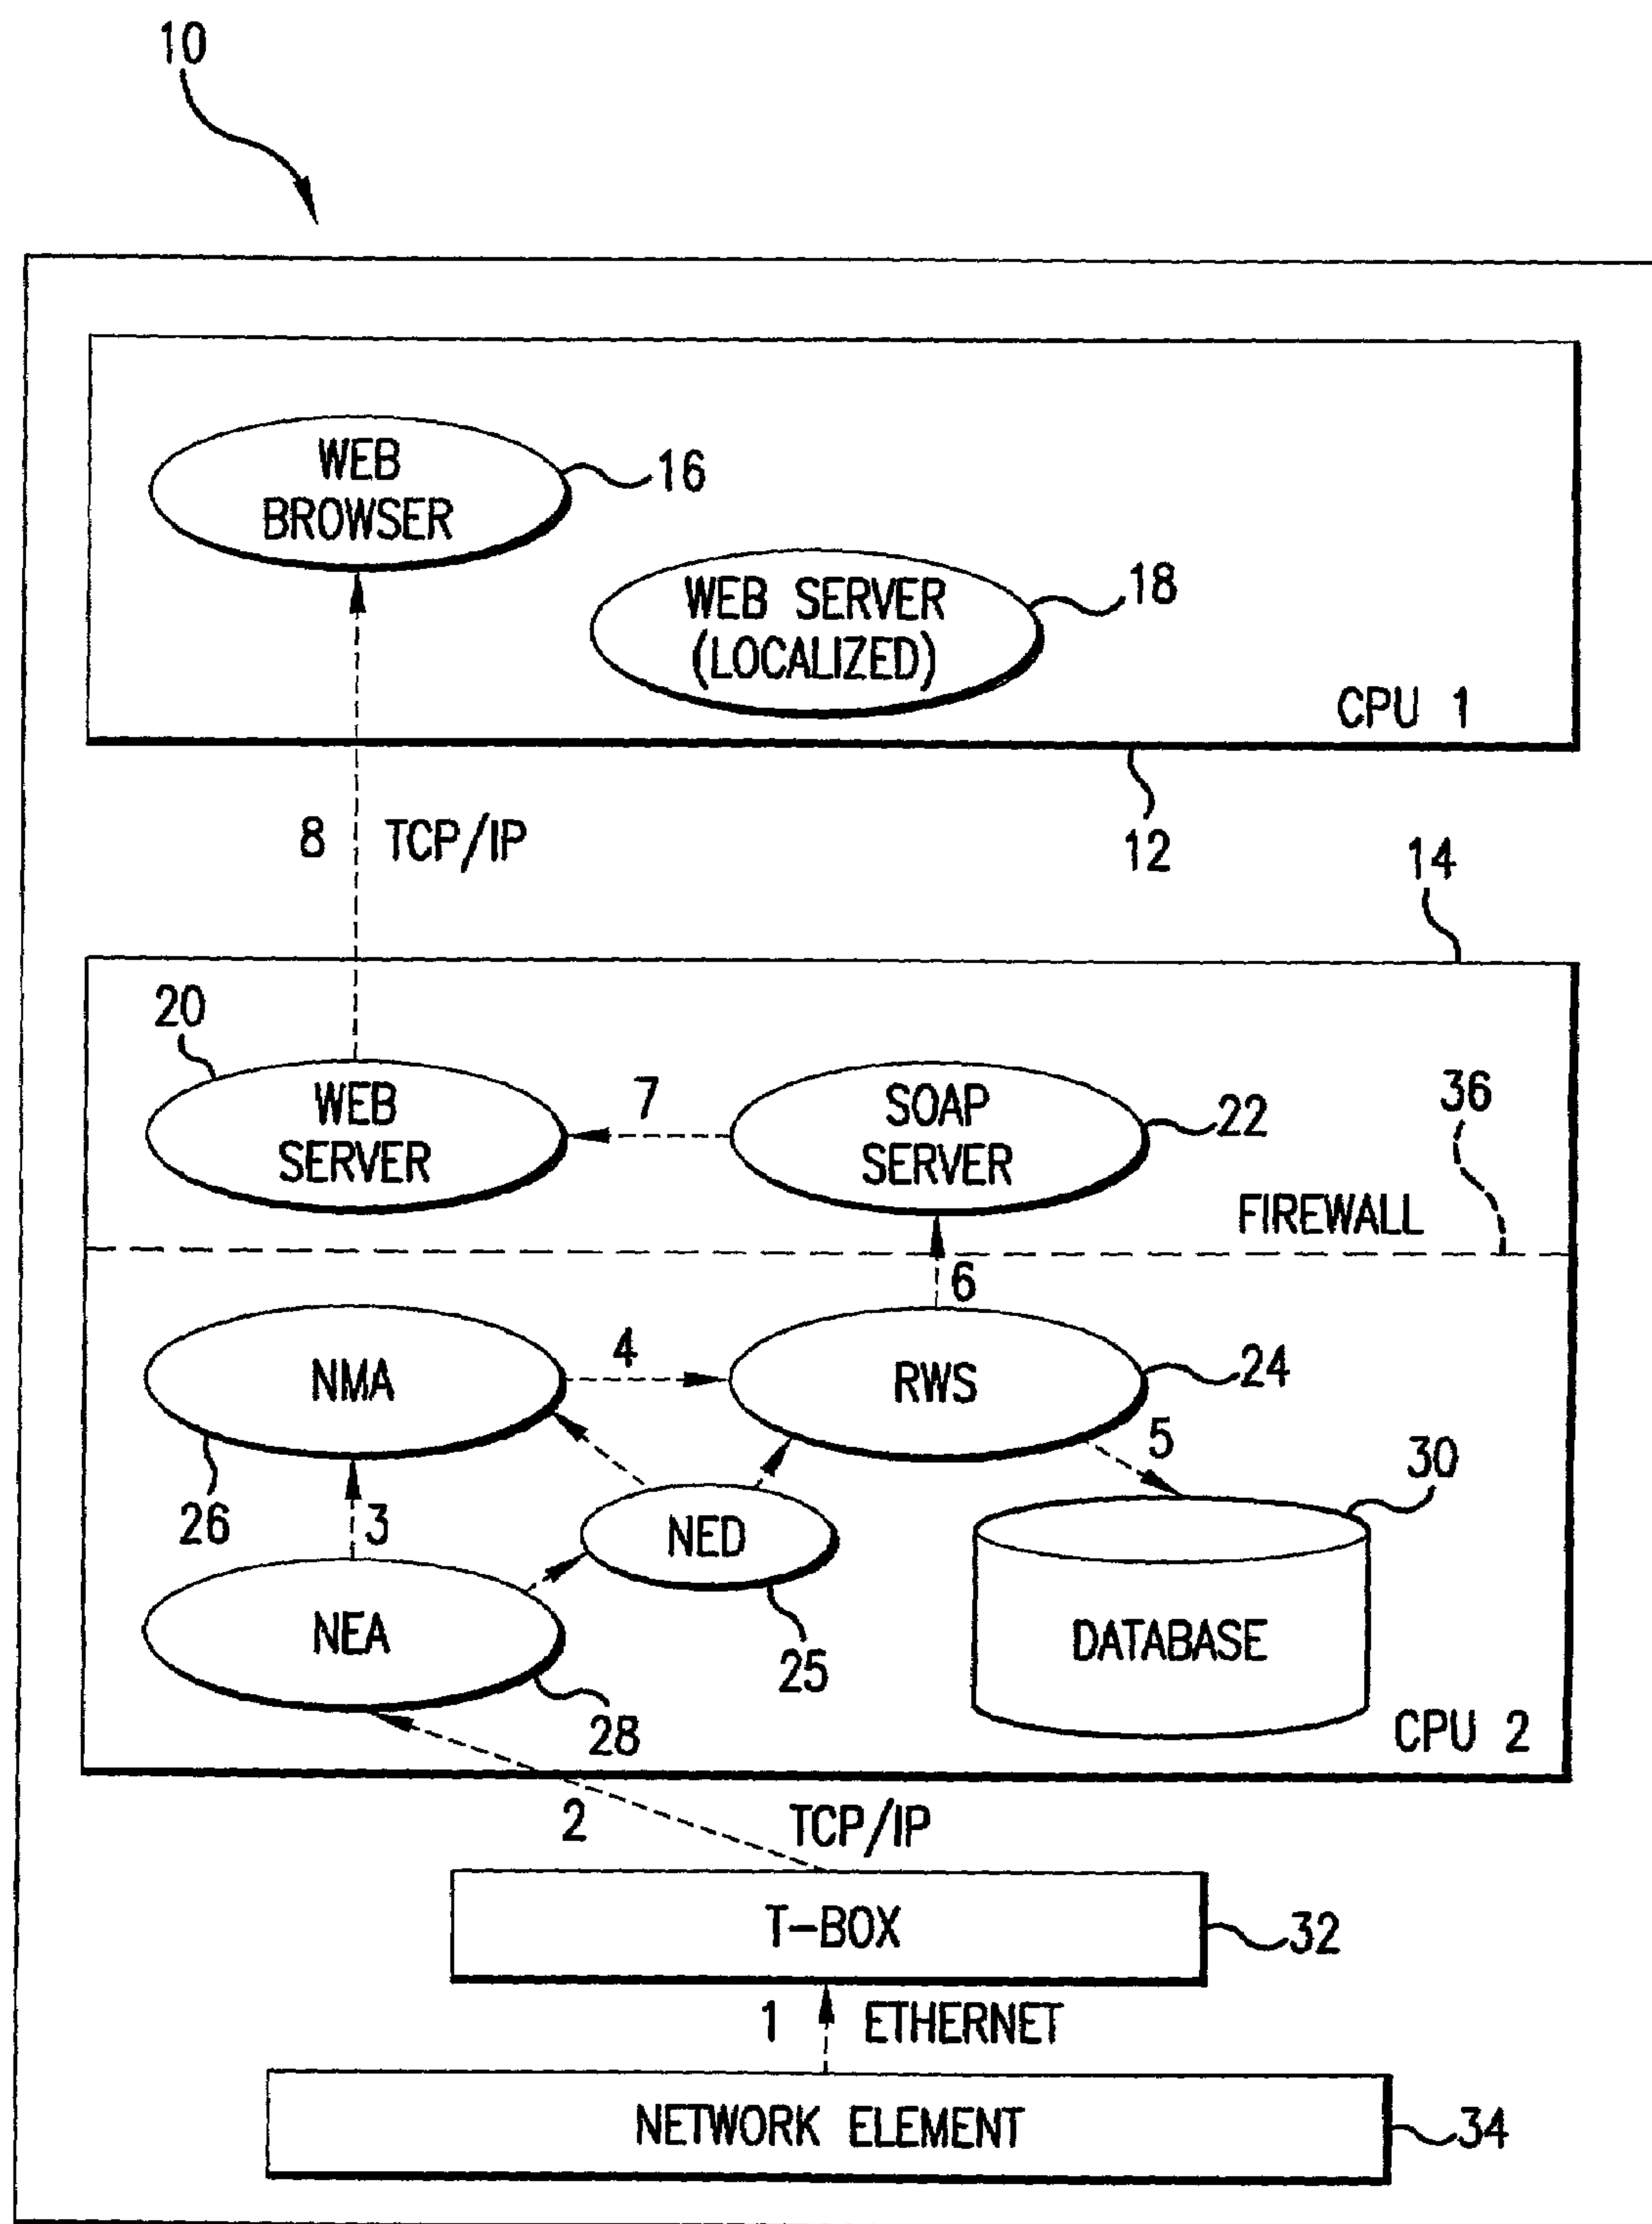 10
WEB
BROWSER
16
WEB SERVER
(LOCALIZED)
18
CPU 1
12
8
TCP/IP
14
20
WEB
SERVER
7
SOAP
SERVER
22
36
FIREWALL
6
NMA
4
RWS
24
26
3
5
30
NED
25
NEA
28
DATABASE
CPU 2
2
TCP/IP
T-BOX
32
1
ETHERNET
NETWORK ELEMENT
34